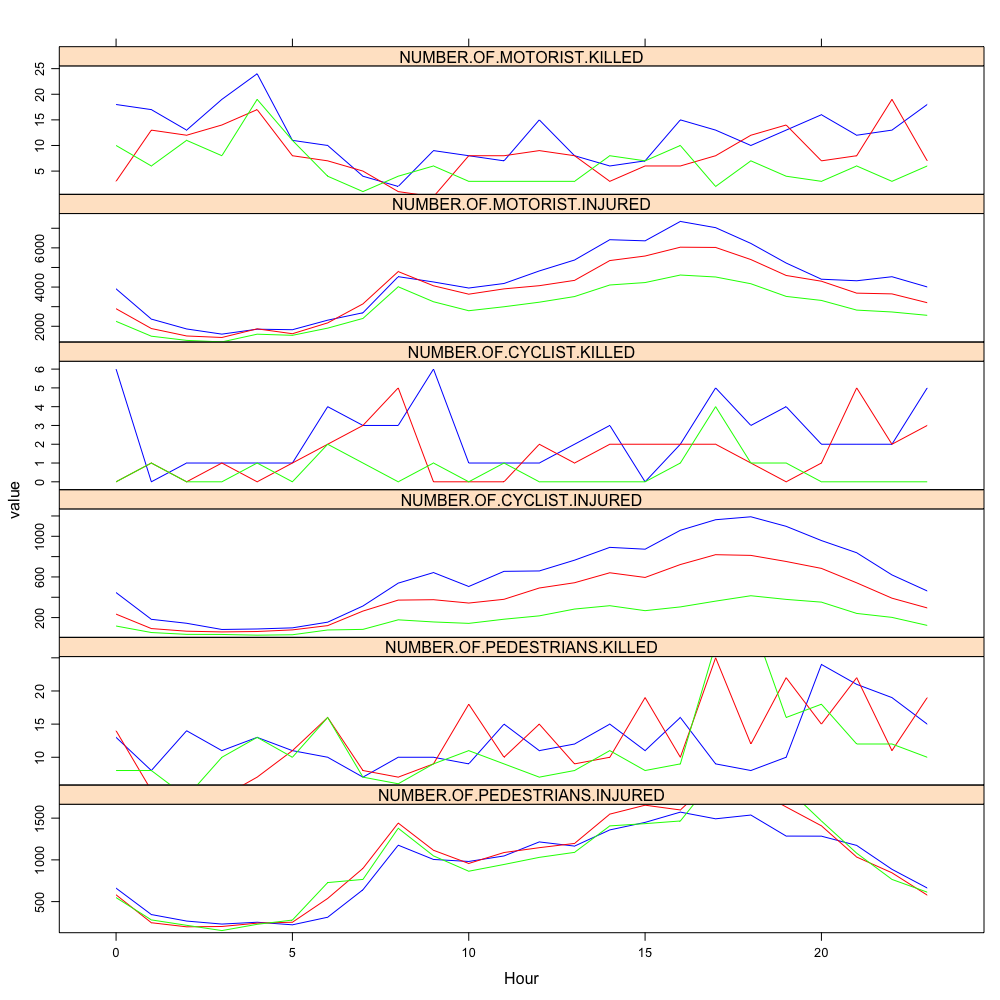 NUMBER.OF.MOTORIST.KILLED
25
20
15
10
5
NUMBER.OF.MOTORIST.INJURED
6000
4000
2000
NUMBER.OF.CYCLIST.KILLED
6
5
4
3
2
1
0
value
NUMBER.OF.CYCLIST.INJURED
1000
600
200
NUMBER.OF.PEDESTRIANS.KILLED
20
15
10
NUMBER.OF.PEDESTRIANS.INJURED
1500
1000
500
0 5 10 15 20
Hour